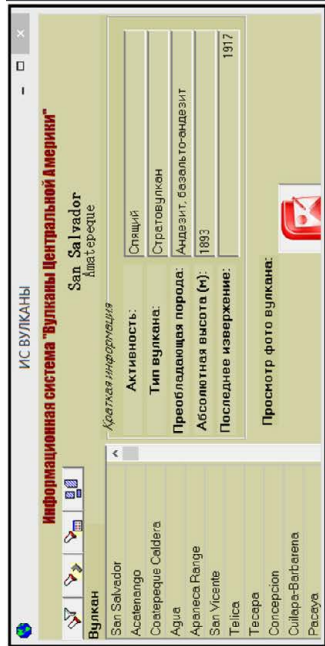 ИС ВУЛКАНЫ
Информационная система "Вулканы Центральной Америки"
Вулкан
San Salvador
Acatenango
Coatepeque Caldera
Agua
Apaneca Range
San Vicente
Telica
Tecapa
Concepcion
Cuilapa-Barbarena
Pacaya
San Salvador
Amatepeque
Краткая информация
Активность: Спящий
Тип вулкана: Стратовулкан
Преобладающая порода: Андезит, базальто-андезит
Абсолютная высота (м): 1893
Последнее извержение: 1917
Просмотр фото вулкана: